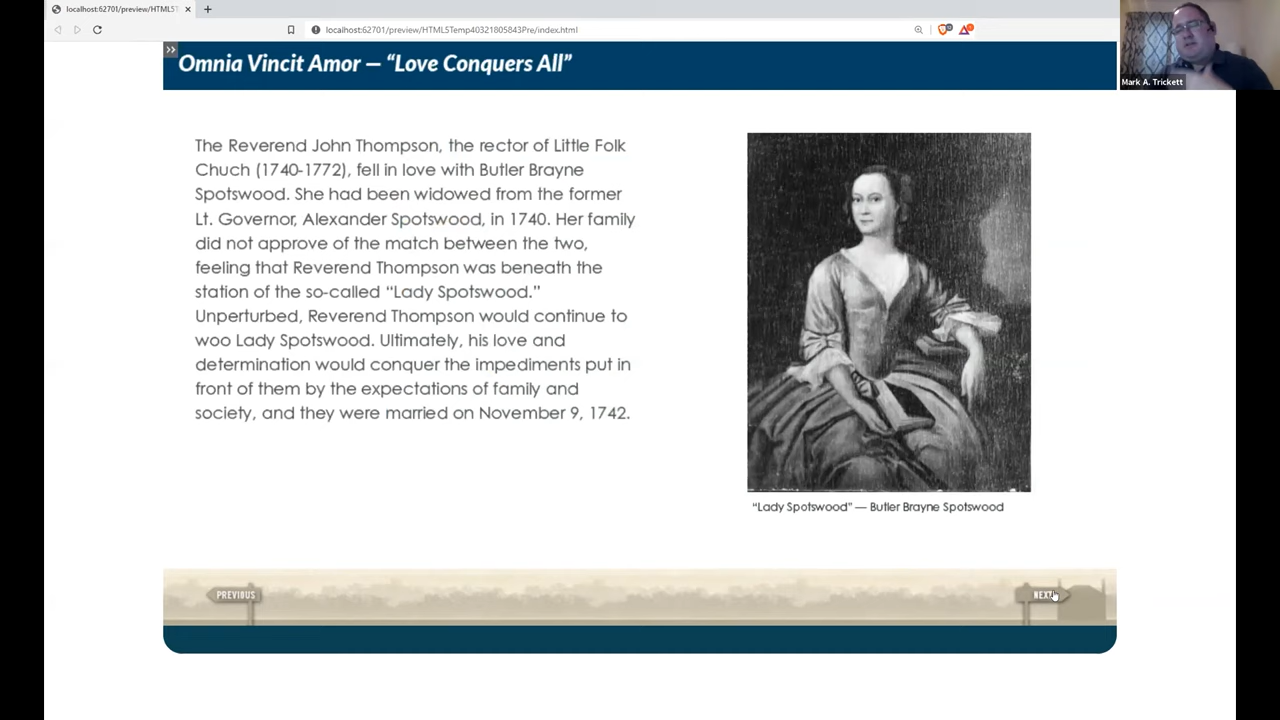 localhost:62701/preview/HTML5T
localhost:62701/preview/HTML5Temp40321805843Pre/index.html
Mark A. Trickett
Omnia Vincit Amor — “Love Conquers All”
The Reverend John Thompson, the rector of Little Folk
Chuch (1740-1772), fell in love with Butler Brayne
Spotswood. She had been widowed from the former
Lt. Governor, Alexander Spotswood, in 1740. Her family
did not approve of the match between the two,
feeling that Reverend Thompson was beneath the
station of the so-called “Lady Spotswood.”
Unperturbed, Reverend Thompson would continue to
woo Lady Spotswood. Ultimately, his love and
determination would conquer the impediments put in
front of them by the expectations of family and
society, and they were married on November 9, 1742.
“Lady Spotswood” — Butler Brayne Spotswood
PREVIOUS
NEXT